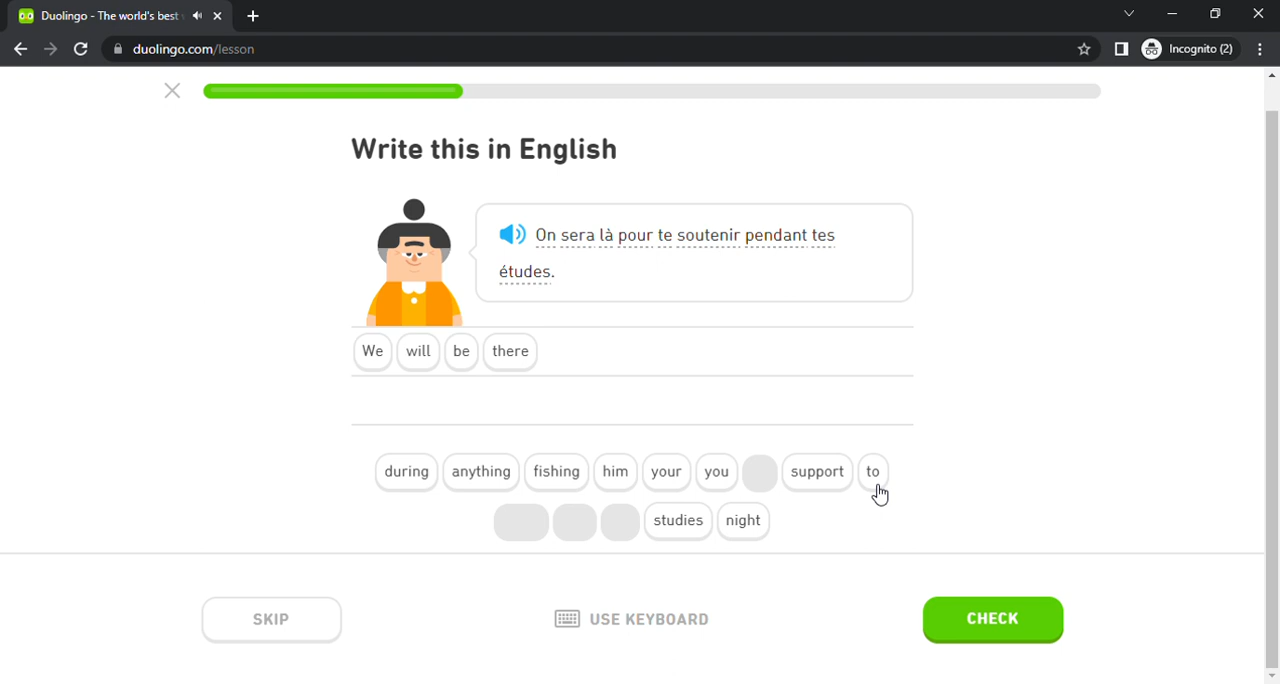 Duolingo - The world's best
duolingo.com/lesson
Incognito (2)
Write this in English
On sera là pour te soutenir pendant tes
études.
We will be there
during anything fishing him your you support to
studies night
SKIP USE KEYBOARD CHECK